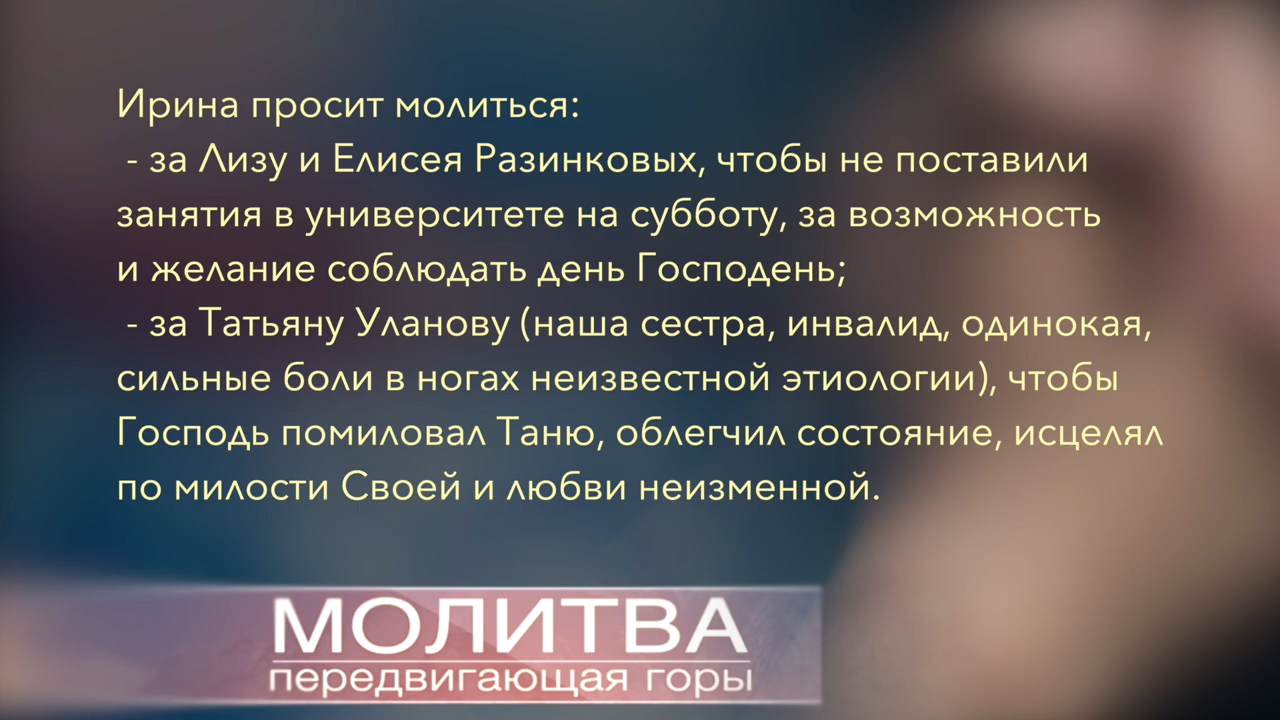 Ирина просит молиться:
- за Лизу и Елисея Разинковых, чтобы не поставили
занятия в университете на субботу, за возможность
и желание соблюдать день Господень;
- за Татьяну Уланову (наша сестра, инвалид, одинокая,
сильные боли в ногах неизвестной этиологии), чтобы
Господь помиловал Таню, облегчил состояние, исцелял
по милости Своей и любви неизменной.
МОЛИТВА
передвигающая горы